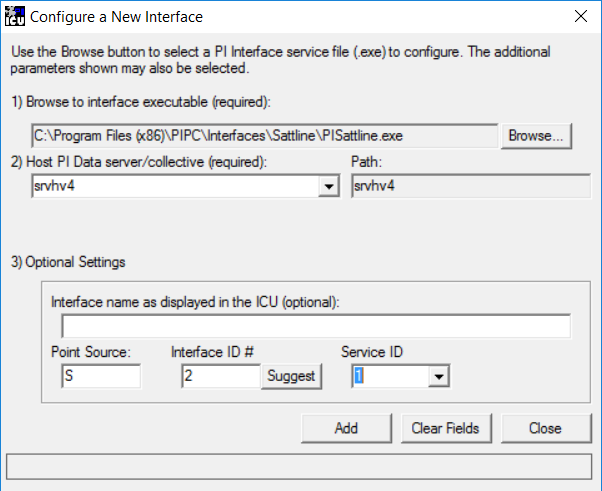 ICU Configure a New Interface
Use the Browse button to select a PI Interface service file (.exe) to configure. The additional
parameters shown may also be selected.
1) Browse to interface executable (required):
C:\Program Files (x86)\PIPC\Interfaces\Sattline\PISattline.exe Browse...
2) Host PI Data server/collective (required): Path:
srvhv4 srvhv4
3) Optional Settings
Interface name as displayed in the ICU (optional):
Point Source: Interface ID # Service ID
S 2 Suggest 1
Add Clear Fields Close